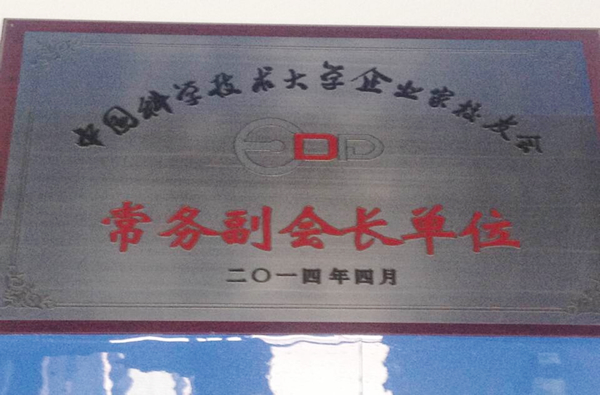 中国科学技术大学企业家校友会
常务副会长单位
二〇一四年四月